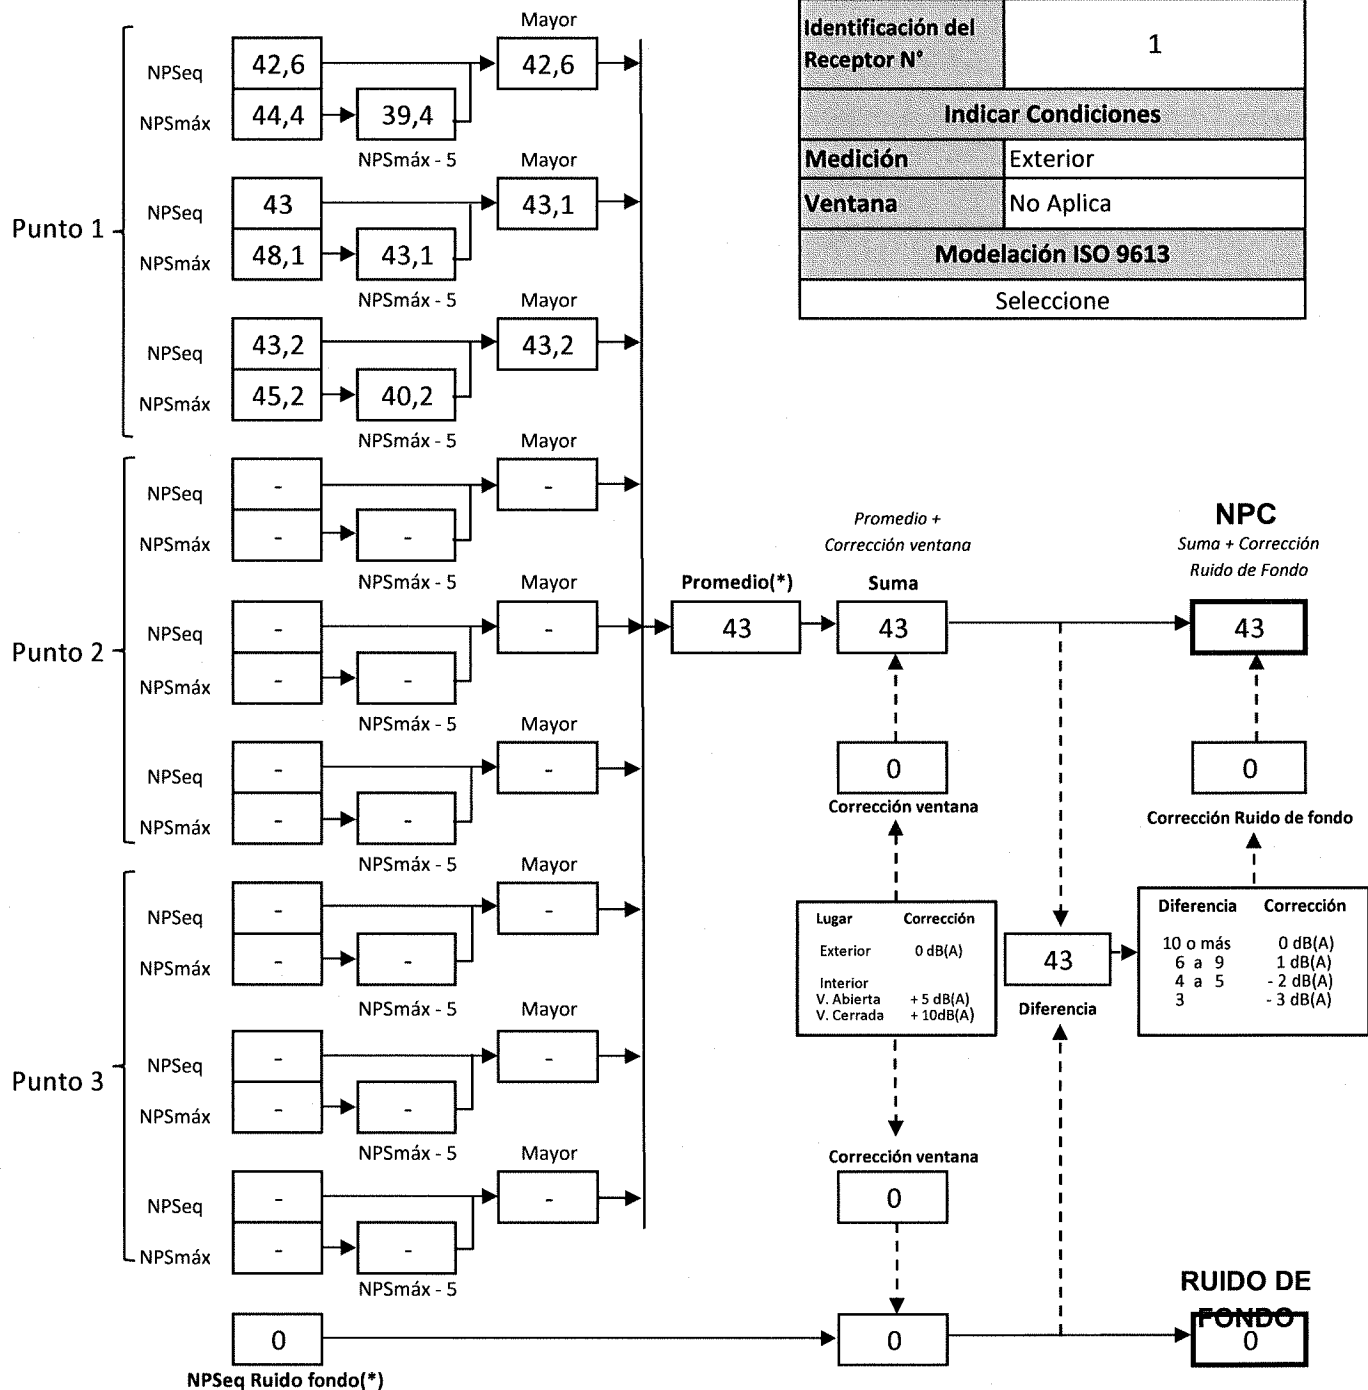 Identificación del
Receptor N°
1
Indicar Condiciones
Medición Exterior
Ventana No Aplica
Modelación ISO 9613
Seleccione
Punto 1
Mayor
NPSeq 42,6 42,6
NPSmáx 44,4 39,4
NPSmáx - 5 Mayor
NPSeq 43 43,1
NPSmáx 48,1 43,1
NPSmáx - 5 Mayor
NPSeq 43,2 43,2
NPSmáx 45,2 40,2
NPSmáx - 5 Mayor
Punto 2
NPSeq - -
NPSmáx - -
NPSmáx - 5 Mayor
NPSeq - -
NPSmáx - -
NPSmáx - 5 Mayor
NPSeq - -
NPSmáx - -
NPSmáx - 5 Mayor
Punto 3
NPSeq - -
NPSmáx - -
NPSmáx - 5 Mayor
NPSeq - -
NPSmáx - -
NPSmáx - 5 Mayor
NPSeq - -
NPSmáx - -
NPSmáx - 5
0
NPSeq Ruido fondo(*)
Promedio(*)
43
Promedio +
Corrección ventana
Suma
43
0
Corrección ventana
Lugar Corrección
Exterior 0 dB(A)
Interior
V. Abierta + 5 dB(A)
V. Cerrada + 10dB(A)
Corrección ventana
0
0
43
Diferencia
NPC
Suma + Corrección
Ruido de Fondo
43
0
Corrección Ruido de fondo
Diferencia Corrección
10 o más 0 dB(A)
6 a 9 1 dB(A)
4 a 5 - 2 dB(A)
3 - 3 dB(A)
RUIDO DE
FONDO
0